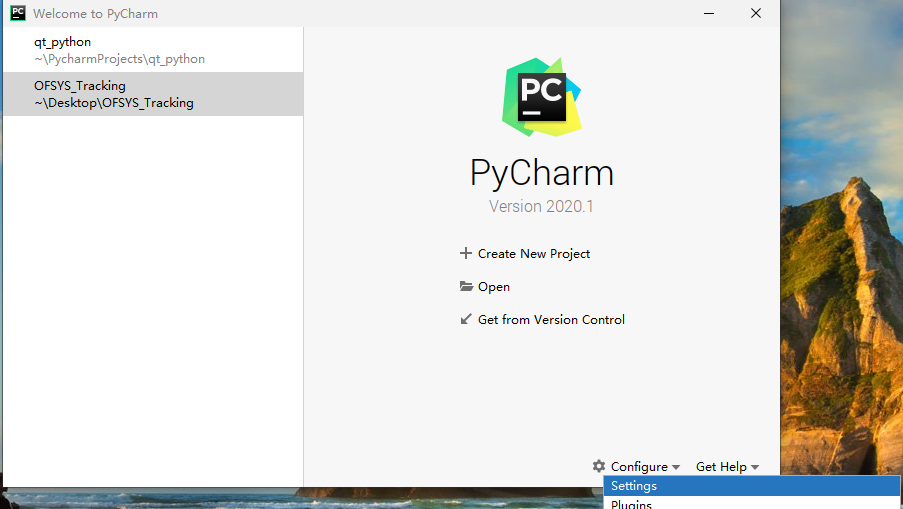 PC Welcome to PyCharm
qt_python
~\PycharmProjects\qt_python
OFSYS_Tracking
~\Desktop\OFSYS_Tracking
PC
PyCharm
Version 2020.1
Create New Project
Open
Get from Version Control
Configure Get Help
Settings
Plugins